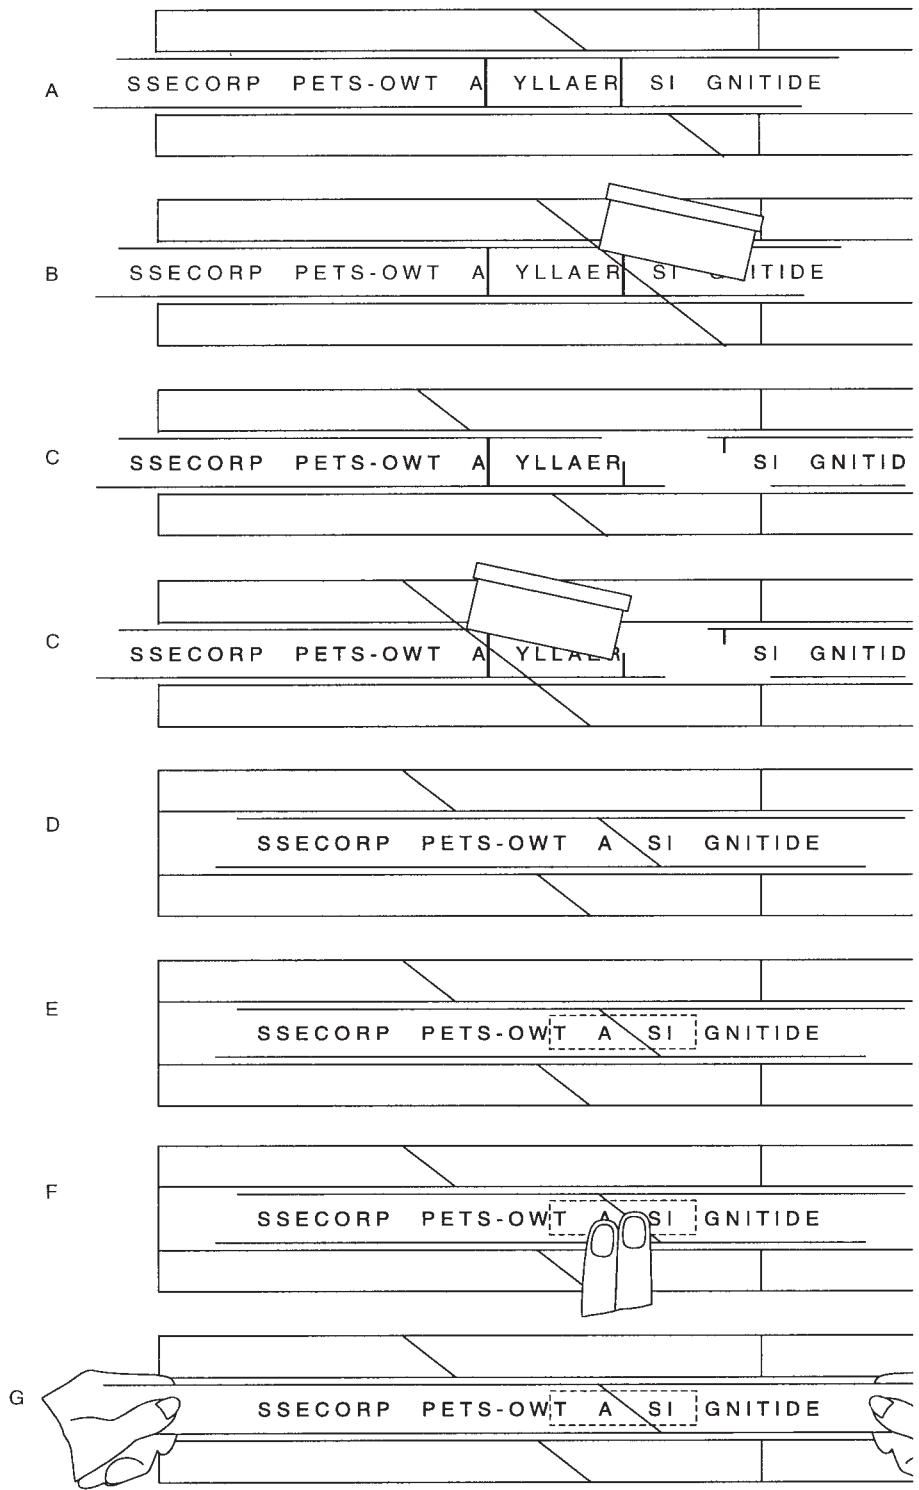 A SSECORP PETS-OWT A YLLAER SI GNITIDE
B SSECORP PETS-OWT A YLLAER SI G ITIDE
C SSECORP PETS-OWT A YLLAER SI GNITID
C SSECORP PETS-OWT A YLLAER SI GNITID
D SSECORP PETS-OWT A SI GNITIDE
E SSECORP PETS-OWT A SI GNITIDE
F SSECORP PETS-OWT A SI GNITIDE
G SSECORP PETS-OWT A SI GNITIDE